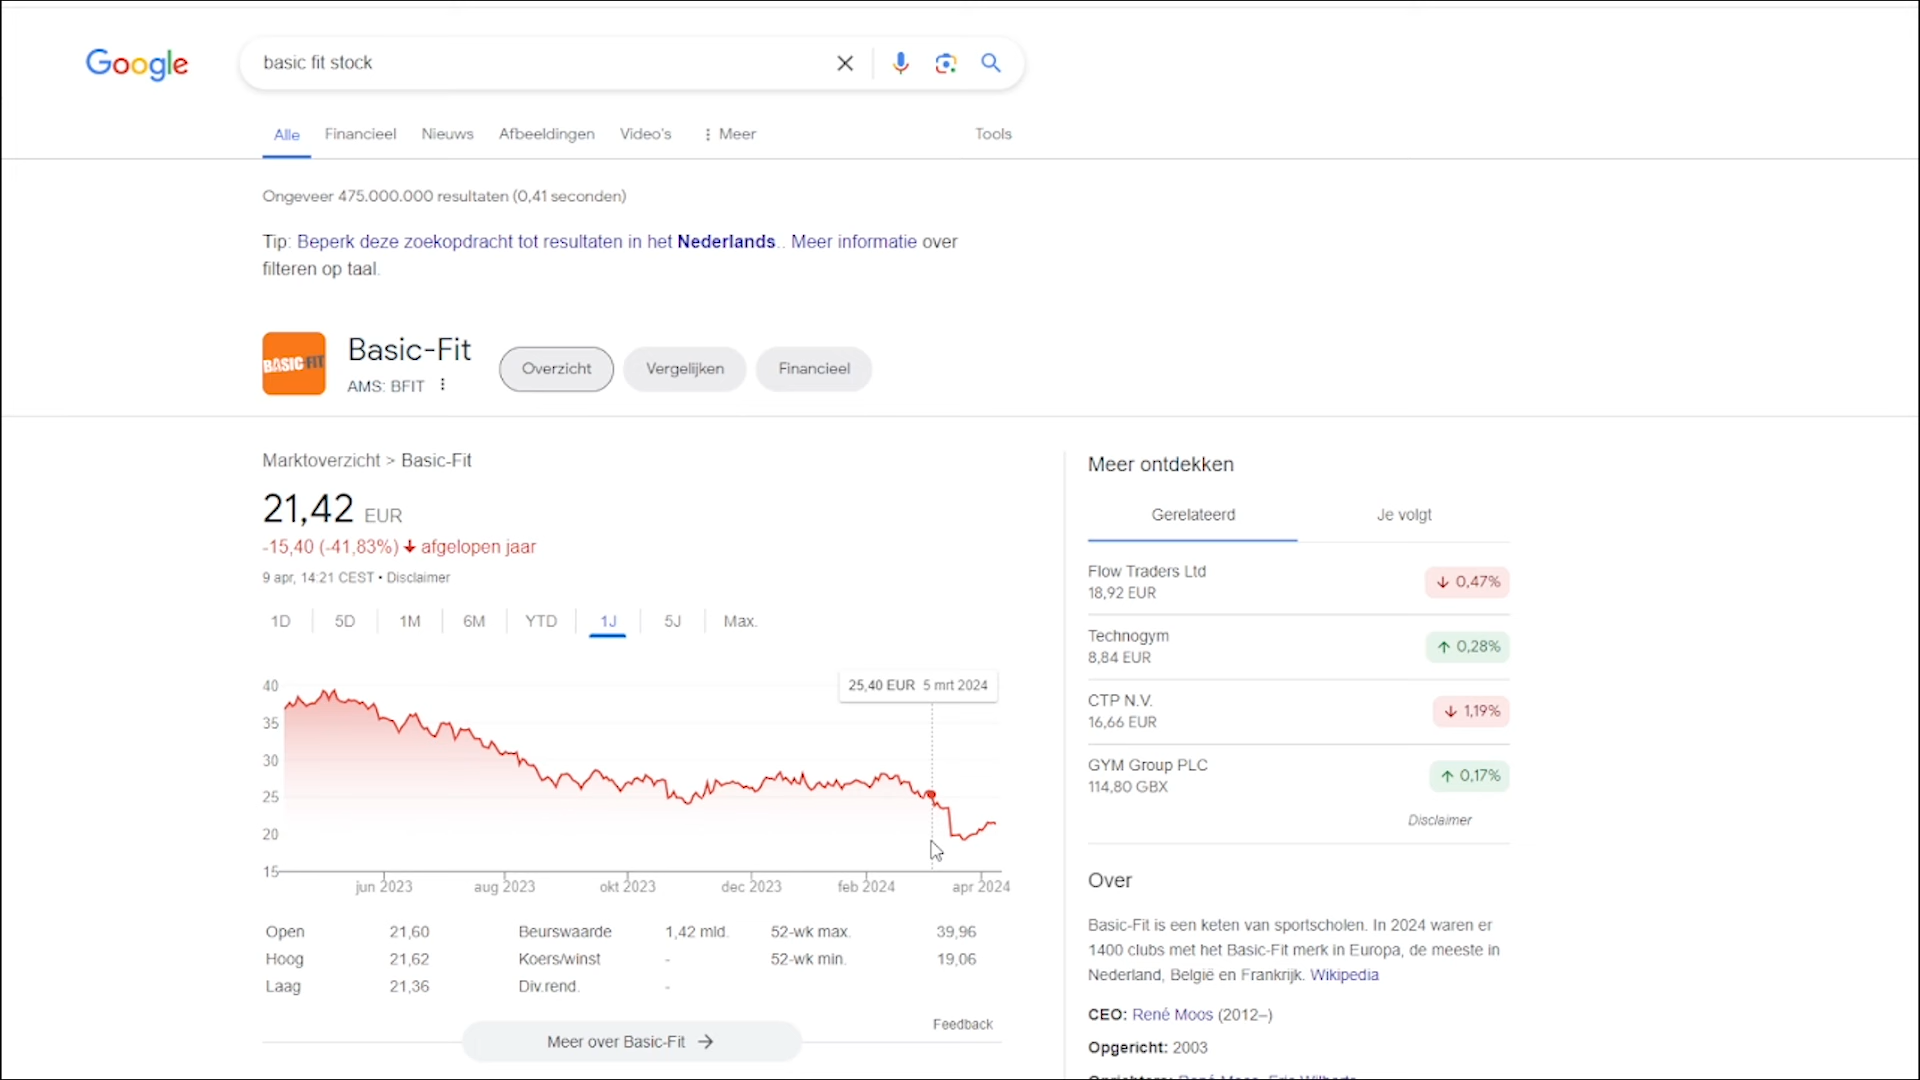 Google
basic fit stock
Alle Financieel Nieuws Afbeeldingen Video's Meer Tools
Ongeveer 475.000.000 resultaten (0,41 seconden)
Tip: Beperk deze zoekopdracht tot resultaten in het Nederlands.. Meer informatie over
filteren op taal.
BASIC-FIT
Basic-Fit
AMS: BFIT
Overzicht Vergelijken Financieel
Marktoverzicht > Basic-Fit
21,42 EUR
-15,40 (-41,83%) afgelopen jaar
9 apr, 14:21 CEST • Disclaimer
1D 5D 1M 6M YTD 1J 5J Max.
25,40 EUR 5 mrt 2024
40
35
30
25
20
15
jun 2023 aug 2023 okt 2023 dec 2023 feb 2024 apr 2024
Open 21,60 Beurswaarde 1,42 mld. 52-wk max. 39,96
Hoog 21,62 Koers/winst - 52-wk min. 19,06
Laag 21,36 Div.rend. -
Feedback
Meer over Basic-Fit →
Meer ontdekken
Gerelateerd Je volgt
Flow Traders Ltd
18,92 EUR
↓ 0,47%
Technogym
8,84 EUR
↑ 0,28%
CTP N.V.
16,66 EUR
↓ 1,19%
GYM Group PLC
114,80 GBX
↑ 0,17%
Disclaimer
Over
Basic-Fit is een keten van sportscholen. In 2024 waren er
1400 clubs met het Basic-Fit merk in Europa, de meeste in
Nederland, België en Frankrijk. Wikipedia
CEO: René Moos (2012–)
Opgericht: 2003